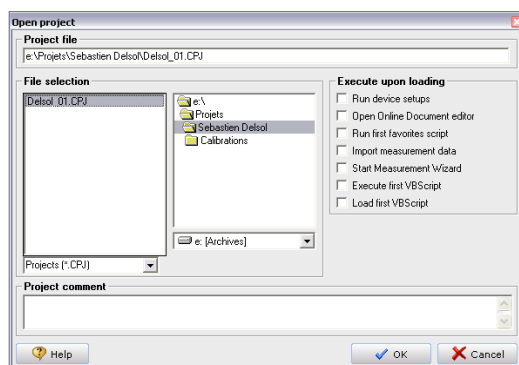 Open project
Project file
e:\Projets\Sebastien Delsol\Delsol_01.CPJ
File selection
Delsol_01.CPJ
e:\
Projets
Sebastien Delsol
Calibrations
e: [Archives]
Projects (*.CPJ)
Execute upon loading
Run device setups
Open Online Document editor
Run first favorites script
Import measurement data
Start Measurement Wizard
Execute first VBScript
Load first VBScript
Project comment
Help
OK
Cancel